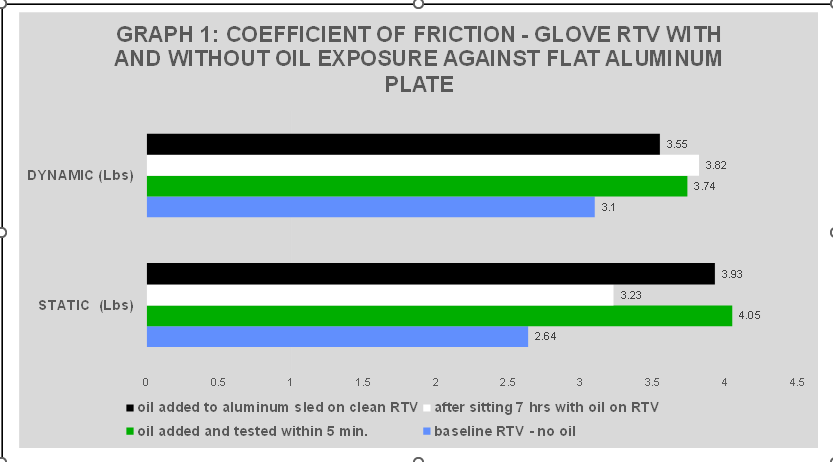 GRAPH 1: COEFFICIENT OF FRICTION - GLOVE RTV WITH
AND WITHOUT OIL EXPOSURE AGAINST FLAT ALUMINUM
PLATE
3.55
3.82
DYNAMIC (Lbs)
3.74
3.1
3.93
3.23
STATIC (Lbs)
4.05
2.64
0 0.5 1 1.5 2 2.5 3 3.5 4 4.5
oil added to aluminum sled on clean RTV after sitting 7 hrs with oil on RTV
oil added and tested within 5 min. baseline RTV - no oil